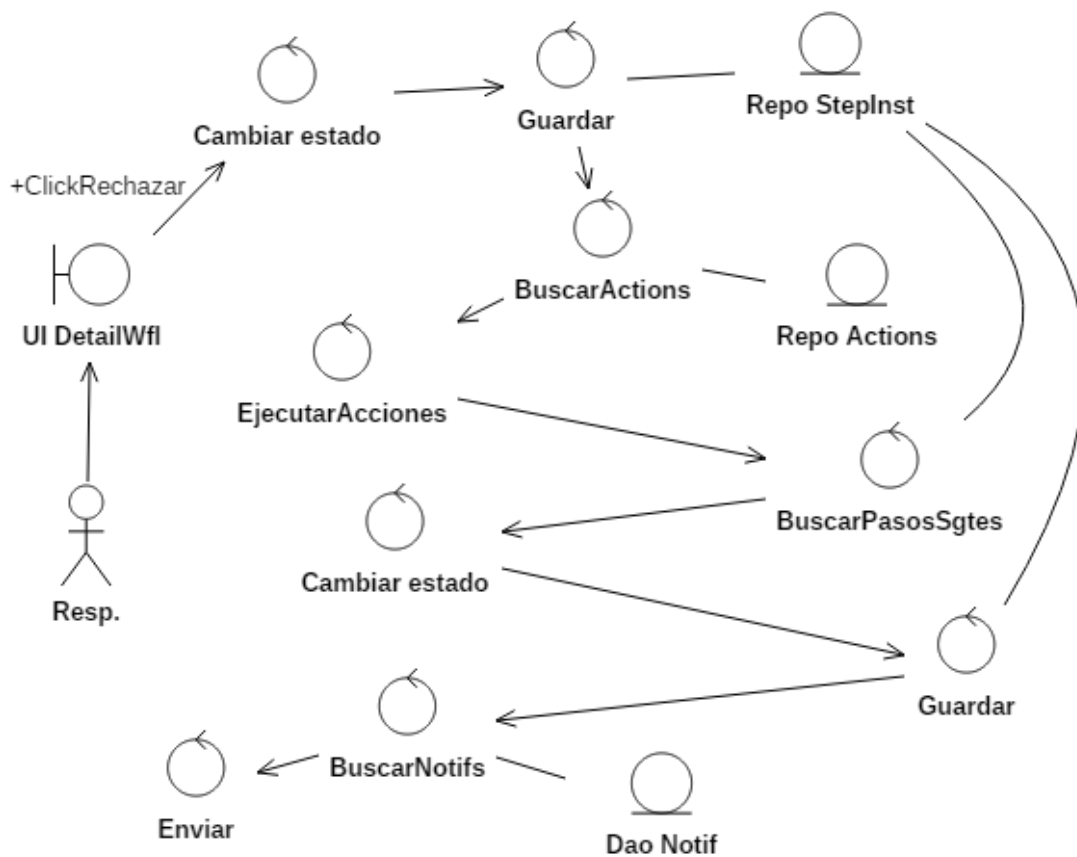 Cambiar estado
Guardar
Repo StepInst
+ClickRechazar
BuscarActions
UI DetailWfl
Repo Actions
EjecutarAcciones
BuscarPasosSgtes
Cambiar estado
Resp.
Guardar
BuscarNotifs
Enviar
Dao Notif